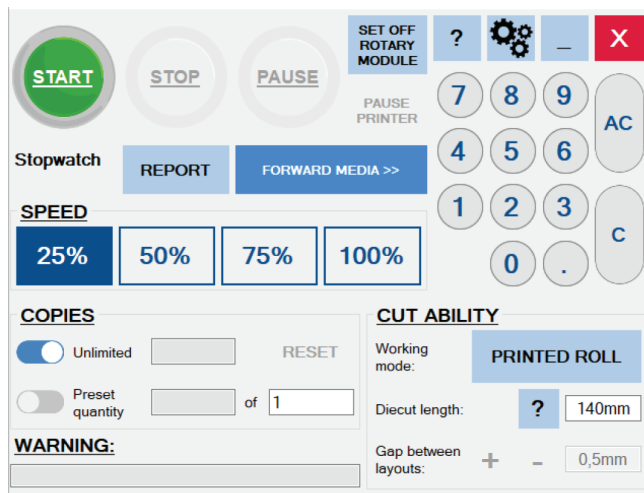 START
STOP
PAUSE
SET OFF
ROTARY
MODULE
?
_
X
PAUSE
PRINTER
7 8 9
AC
4 5 6
Stopwatch
REPORT
FORWARD MEDIA >>
1 2 3
C
0 .
SPEED
25% 50% 75% 100%
COPIES
Unlimited
RESET
Preset
quantity
of 1
WARNING:
CUT ABILITY
Working
mode:
PRINTED ROLL
Diecut length:
?
140mm
Gap between
layouts:
+ - 0,5mm